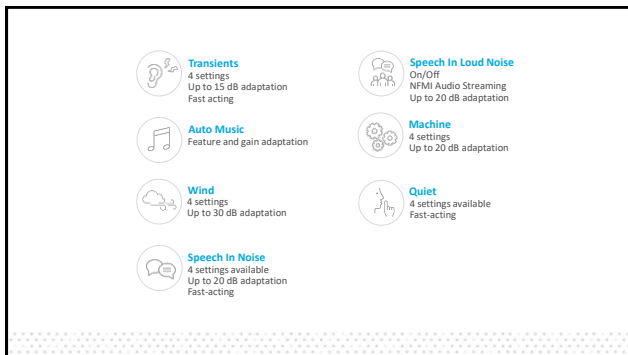 Transients
4 settings
Up to 15 dB adaptation
Fast acting
Auto Music
Feature and gain adaptation
Wind
4 settings
Up to 30 dB adaptation
Speech In Noise
4 settings available
Up to 20 dB adaptation
Fast-acting
Speech In Loud Noise
On/Off
NFMI Audio Streaming
Up to 20 dB adaptation
Machine
4 settings
Up to 20 dB adaptation
Quiet
4 settings available
Fast-acting